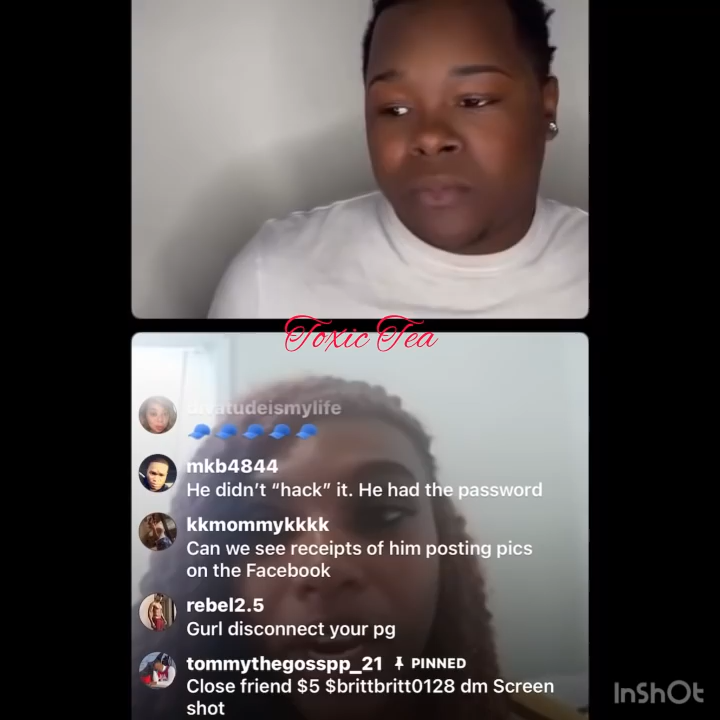 Toxic Tea
divatudeismylife
🧢🧢🧢🧢🧢
mkb4844
He didn’t “hack” it. He had the password
kkmommykkkk
Can we see receipts of him posting pics
on the Facebook
rebel2.5
Gurl disconnect your pg
tommythegosspp_21 PINNED
Close friend $5 $brittbritt0128 dm Screen
shot
InShOt